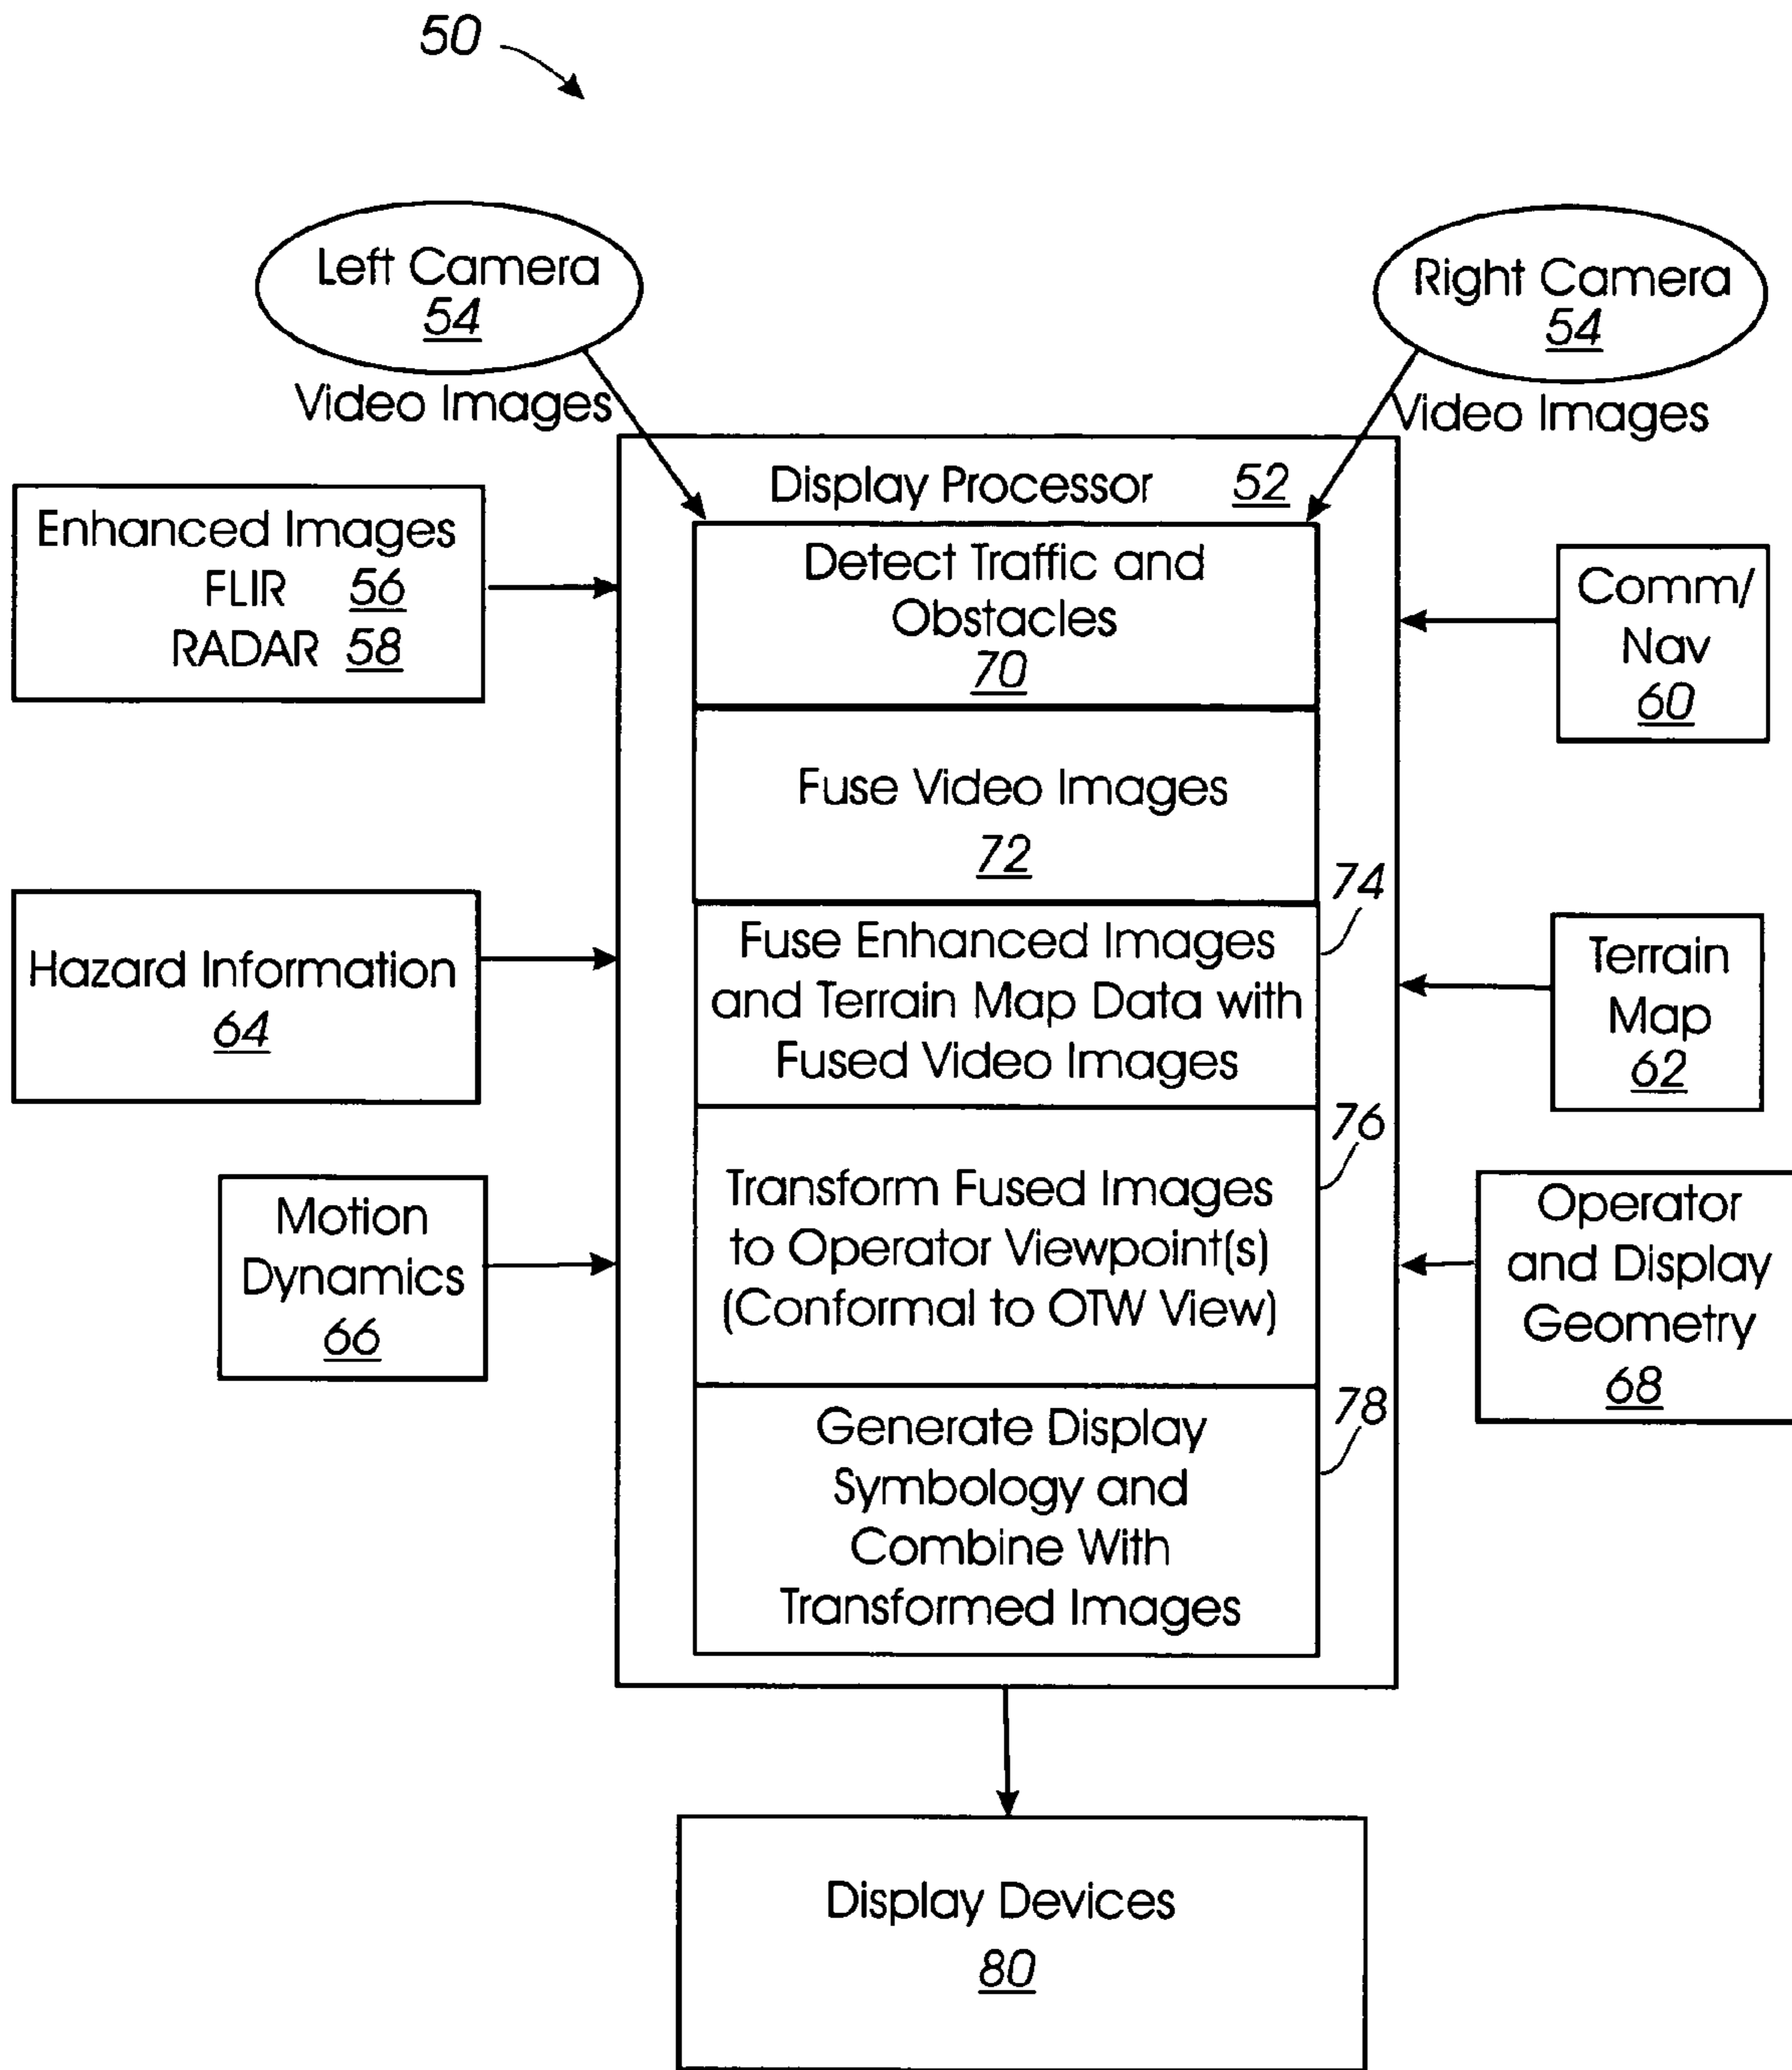 50
Left Camera
54
Video Images
Right Camera
54
Video Images
Display Processor 52
Enhanced Images
FLIR 56
RADAR 58
Detect Traffic and
Obstacles
70
Comm/
Nav
60
Fuse Video Images
72
74
Hazard Information
64
Fuse Enhanced Images
and Terrain Map Data with
Fused Video Images
Terrain
Map
62
76
Motion
Dynamics
66
Transform Fused Images
to Operator Viewpoint(s)
(Conformal to OTW View)
Operator
and Display
Geometry
68
78
Generate Display
Symbology and
Combine With
Transformed Images
Display Devices
80